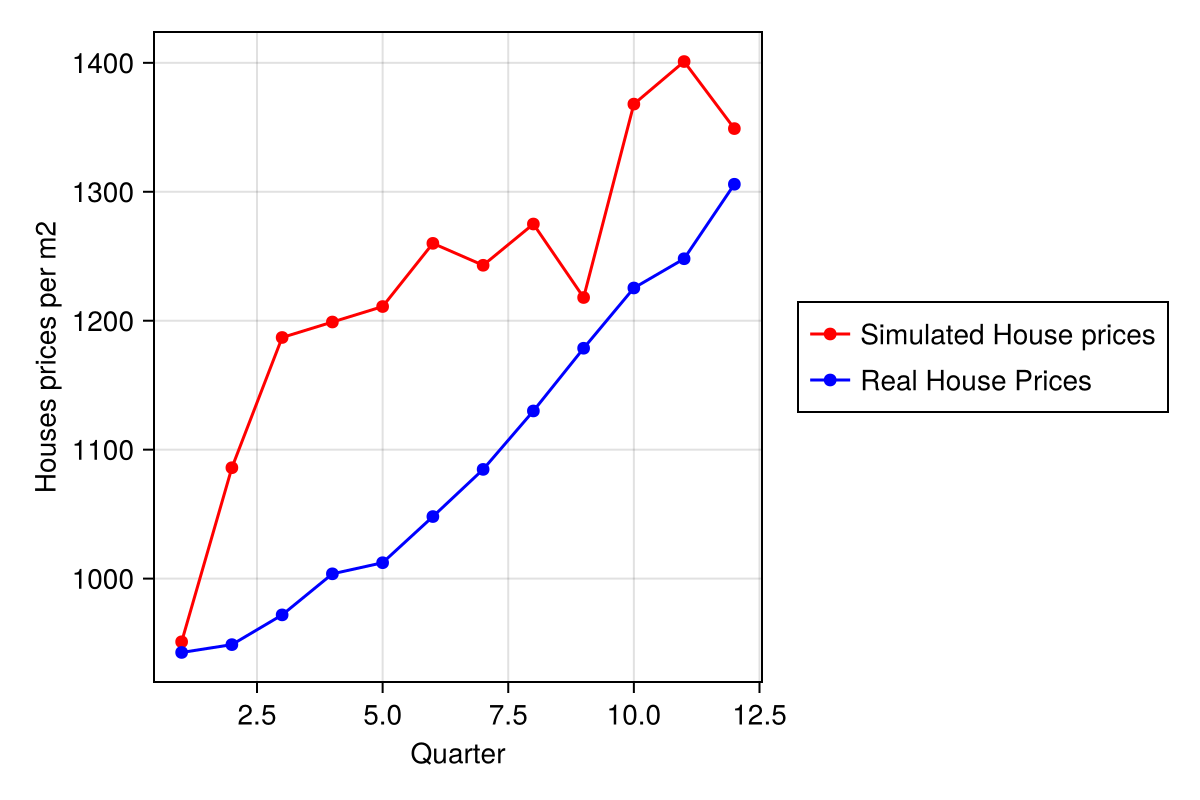 1400
1300
1200
1100
1000
Houses prices per m2
2.5 5.0 7.5 10.0 12.5
Quarter
Simulated House prices
Real House Prices